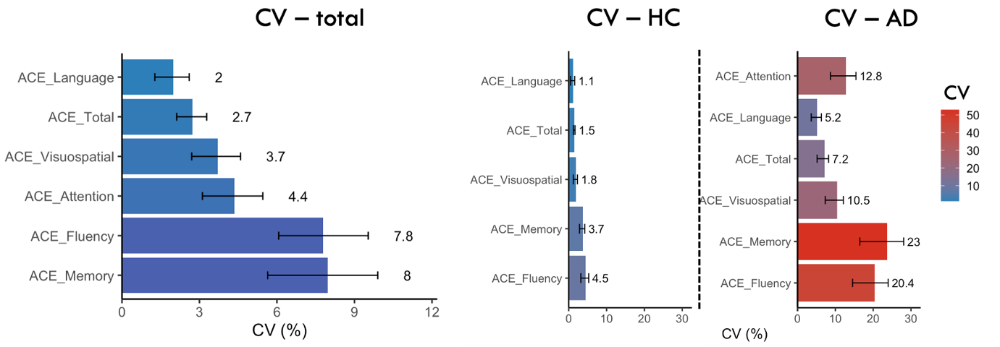 CV – total
ACE_Language
2
ACE_Total
2.7
ACE_Visuospatial
3.7
ACE_Attention
4.4
ACE_Fluency
7.8
ACE_Memory
8
0 3 6 9 12
CV (%)
CV – HC
ACE_Language
1.1
ACE_Total
1.5
ACE_Visuospatial
1.8
ACE_Memory
3.7
ACE_Fluency
4.5
0 10 20 30
CV – AD
ACE_Attention
12.8
ACE_Language
5.2
ACE_Total
7.2
ACE_Visuospatial
10.5
ACE_Memory
23
ACE_Fluency
20.4
0 10 20 30
CV (%)
CV
50
40
30
20
10